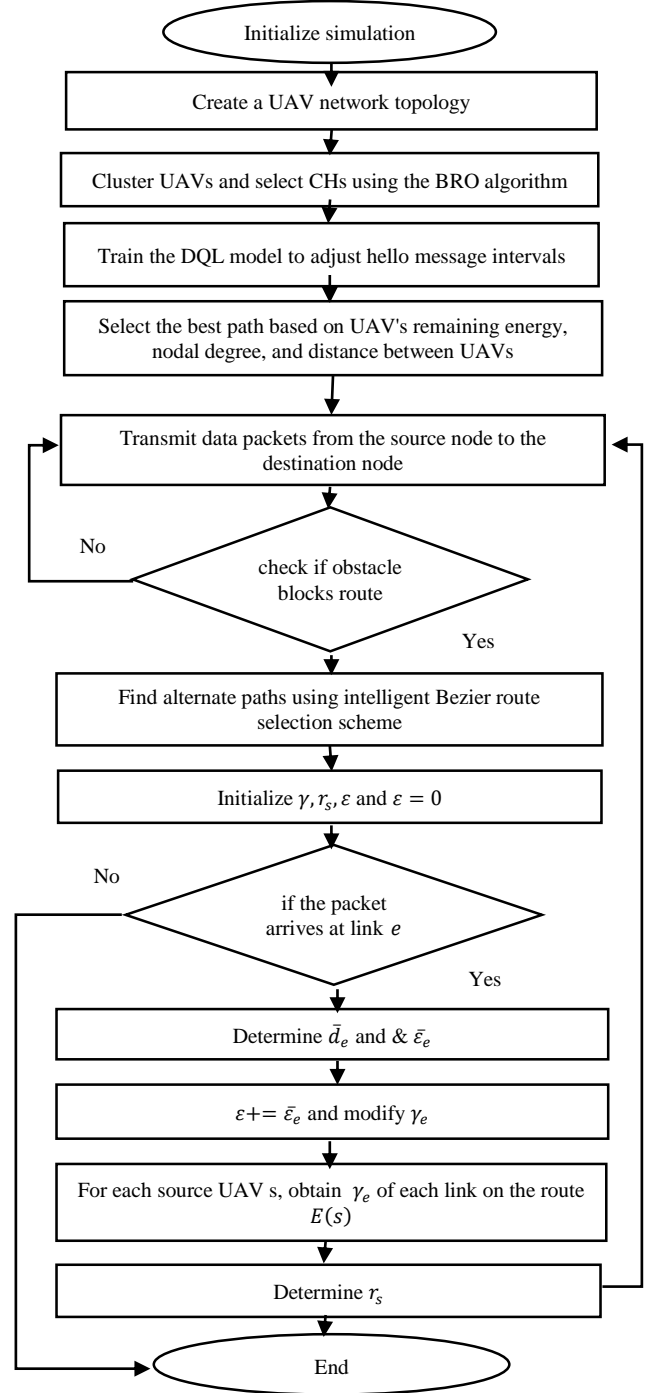 Initialize simulation
Create a UAV network topology
Cluster UAVs and select CHs using the BRO algorithm
Train the DQL model to adjust hello message intervals
Select the best path based on UAV's remaining energy,
nodal degree, and distance between UAVs
Transmit data packets from the source node to the
destination node
No
check if obstacle
blocks route
Yes
Find alternate paths using intelligent Bezier route
selection scheme
Initialize γ, r_s, ε and ε = 0
No
if the packet
arrives at link e
Yes
Determine d̄_e and & ε̄_e
ε+= ε̄_e and modify γ_e
For each source UAV s, obtain γ_e of each link on the route
E(s)
Determine r_s
End